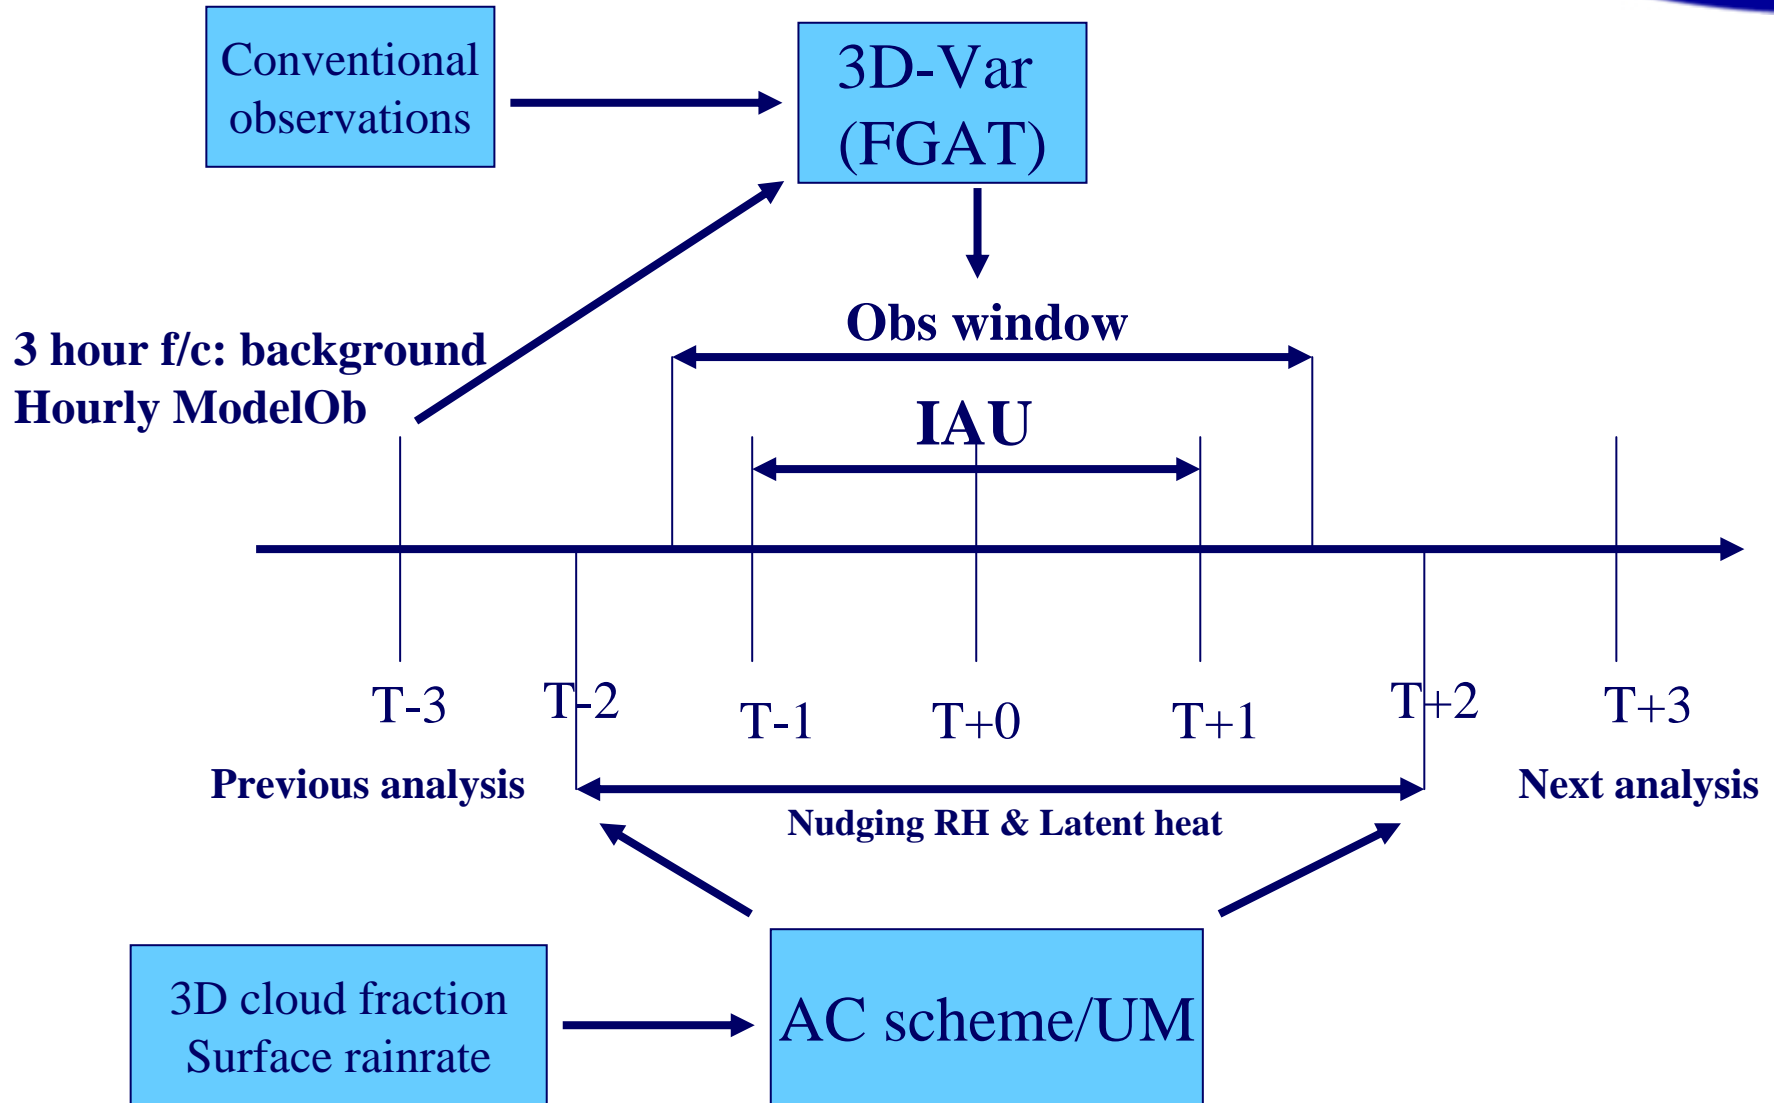 Conventional
observations
3D-Var
(FGAT)
Obs window
3 hour f/c: background
Hourly ModelOb
IAU
T-3
T-2
T-1
T+0
T+1
T+2
T+3
Previous analysis
Next analysis
Nudging RH & Latent heat
3D cloud fraction
Surface rainrate
AC scheme/UM